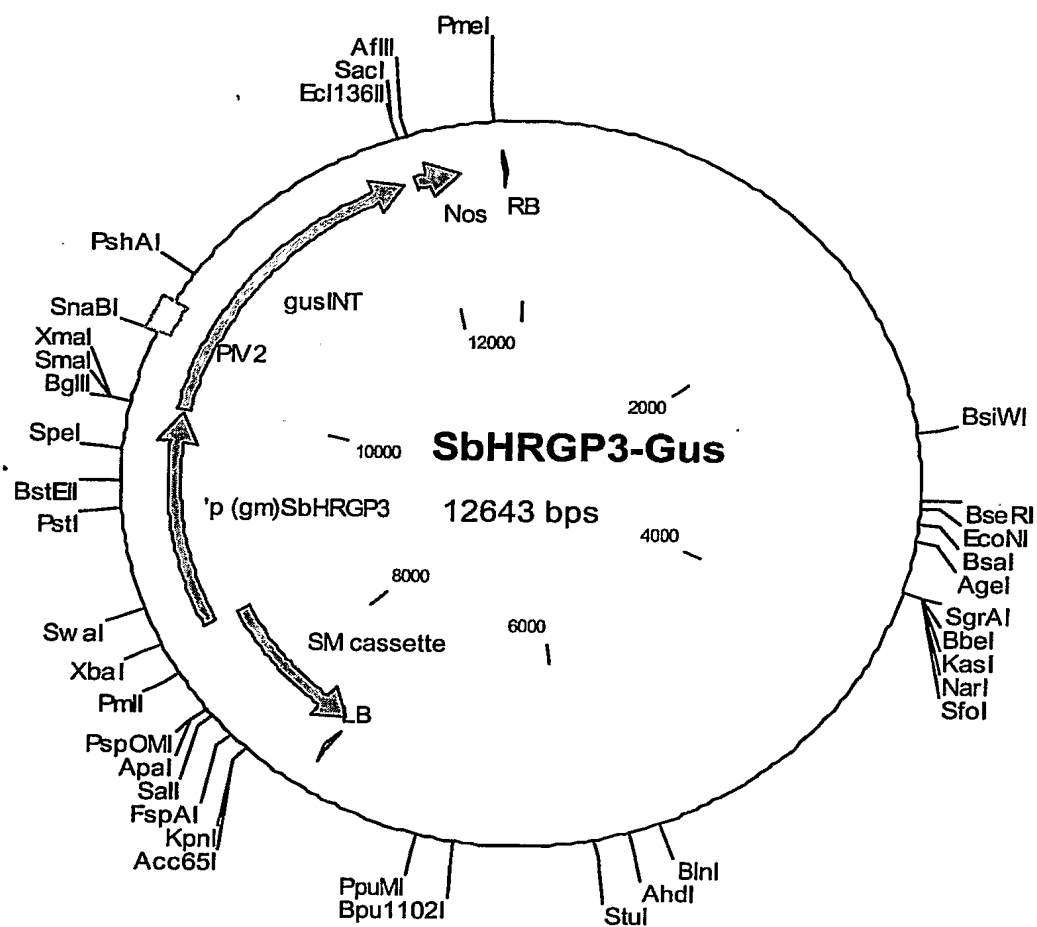 PmeI
AflII
SacI
Ecl136II
Nos
RB
PshAI
gusINT
SnaBI
XmaI
SmaI
BglII
PIV2
12000
2000
BsiWI
SpeI
10000
SbHRGP3-Gus
BstEII
PstI
'p (gm)SbHRGP3
12643 bps
BseRI
EcoNI
BsaI
AgeI
4000
8000
6000
SgrAI
BbeI
KasI
NarI
SfoI
SwaI
XbaI
PmlI
SM cassette
LB
PspOMI
ApaI
SalI
FspAI
KpnI
Acc65I
PpuMI
Bpu1102I
BlnI
AhdI
StuI